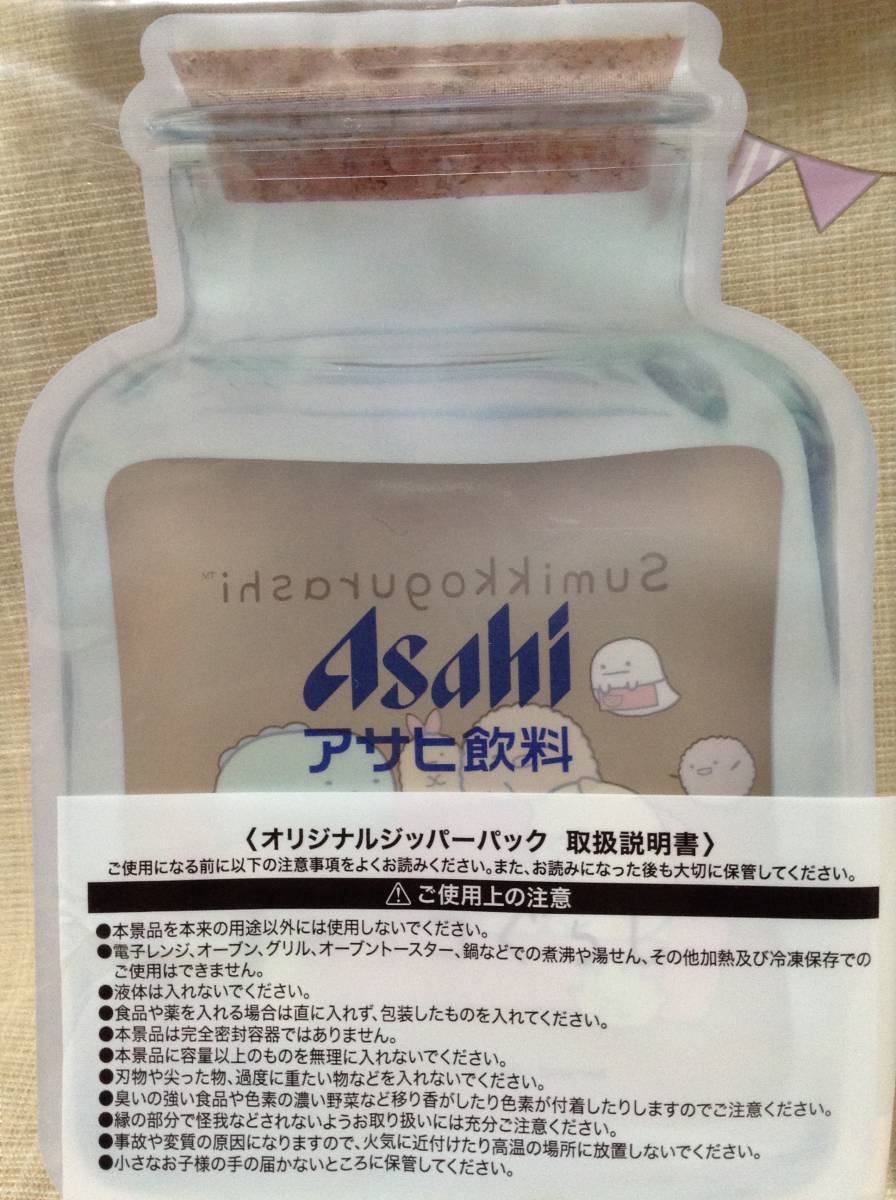 Sumikkogurashi™
Asahi
アサヒ飲料
〈オリジナルジッパーパック 取扱説明書〉
ご使用になる前に以下の注意事項をよくお読みください。また、お読みになった後も大切に保管してください。
⚠ご使用上の注意
●本景品を本来の用途以外には使用しないでください。
●電子レンジ、オーブン、グリル、オーブントースター、鍋などでの煮沸や湯せん、その他加熱及び冷凍保存での
ご使用はできません。
●液体は入れないでください。
●食品や薬を入れる場合は直に入れず、包装したものを入れてください。
●本景品は完全密封容器ではありません。
●本景品に容量以上のものを無理に入れないでください。
●刃物や尖った物、過度に重たい物などを入れないでください。
●臭いの強い食品や色素の濃い野菜など移り香がしたり色素が付着したりしますのでご注意ください。
●縁の部分で怪我などされないようお取り扱いには充分ご注意ください。
●事故や変質の原因になりますので、火気に近付けたり高温の場所に放置しないでください。
●小さなお子様の手の届かないところに保管してください。